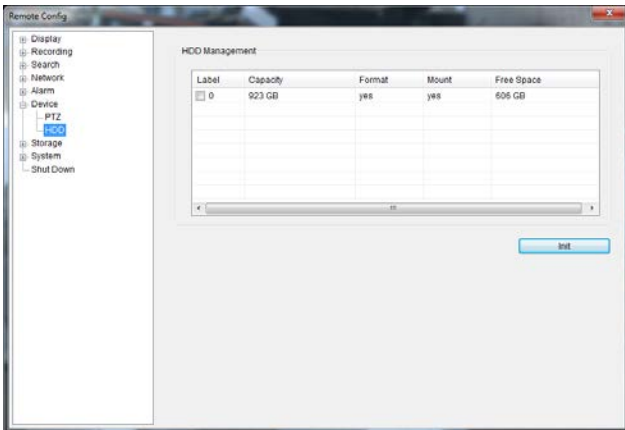 Remote Config
Display
Recording
Search
Network
Alarm
Device
PTZ
HDD
Storage
System
Shut Down
HDD Management
Label Capacity Format Mount Free Space
0 923 GB yes yes 606 GB
Init